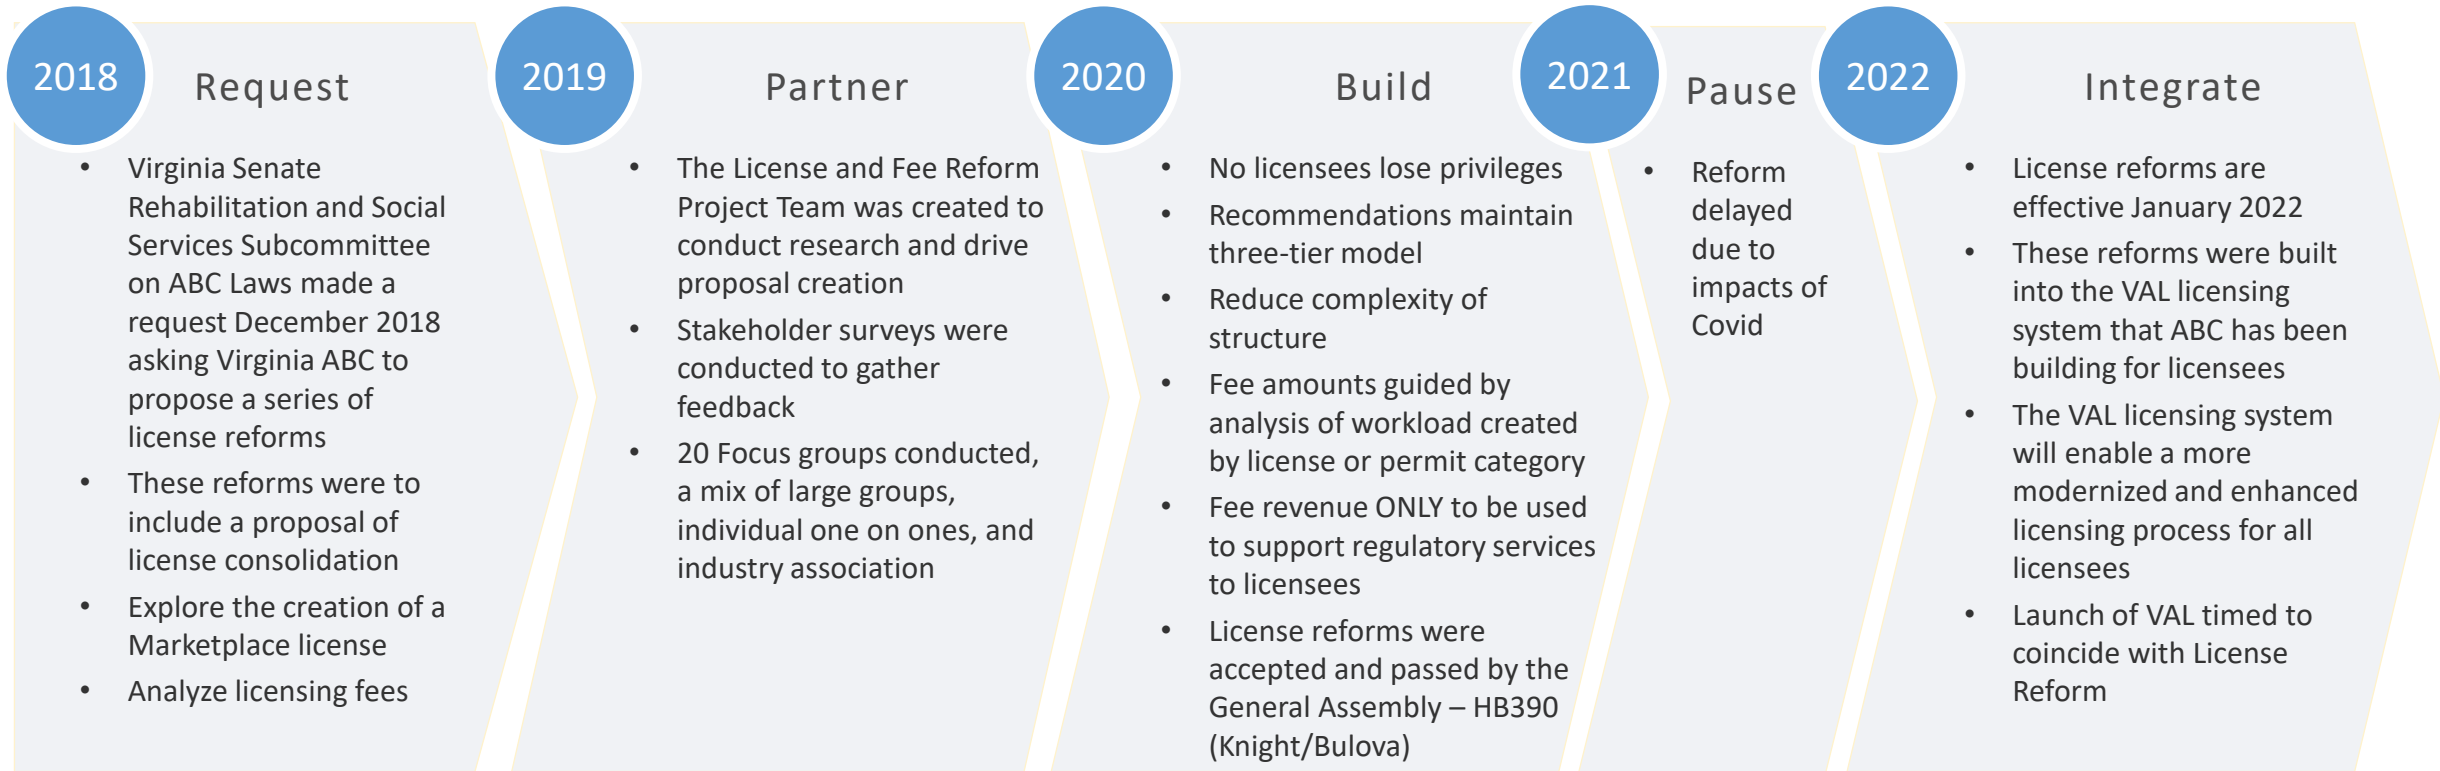 2018
Request
• Virginia Senate
Rehabilitation and Social
Services Subcommittee
on ABC Laws made a
request December 2018
asking Virginia ABC to
propose a series of
license reforms
• These reforms were to
include a proposal of
license consolidation
• Explore the creation of a
Marketplace license
• Analyze licensing fees
2019
Partner
• The License and Fee Reform
Project Team was created to
conduct research and drive
proposal creation
• Stakeholder surveys were
conducted to gather
feedback
• 20 Focus groups conducted,
a mix of large groups,
individual one on ones, and
industry association
2020
Build
• No licensees lose privileges
• Recommendations maintain
three-tier model
• Reduce complexity of
structure
• Fee amounts guided by
analysis of workload created
by license or permit category
• Fee revenue ONLY to be used
to support regulatory services
to licensees
• License reforms were
accepted and passed by the
General Assembly – HB390
(Knight/Bulova)
2021
Pause
• Reform
delayed
due to
impacts of
Covid
2022
Integrate
• License reforms are
effective January 2022
• These reforms were built
into the VAL licensing
system that ABC has been
building for licensees
• The VAL licensing system
will enable a more
modernized and enhanced
licensing process for all
licensees
• Launch of VAL timed to
coincide with License
Reform